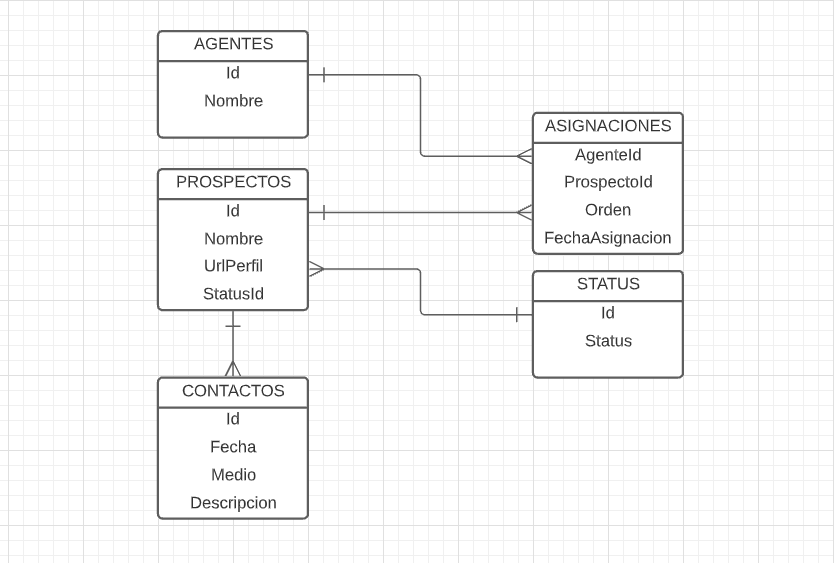 AGENTES
Id
Nombre
PROSPECTOS
Id
Nombre
UrlPerfil
StatusId
CONTACTOS
Id
Fecha
Medio
Descripcion
ASIGNACIONES
AgenteId
ProspectoId
Orden
FechaAsignacion
STATUS
Id
Status